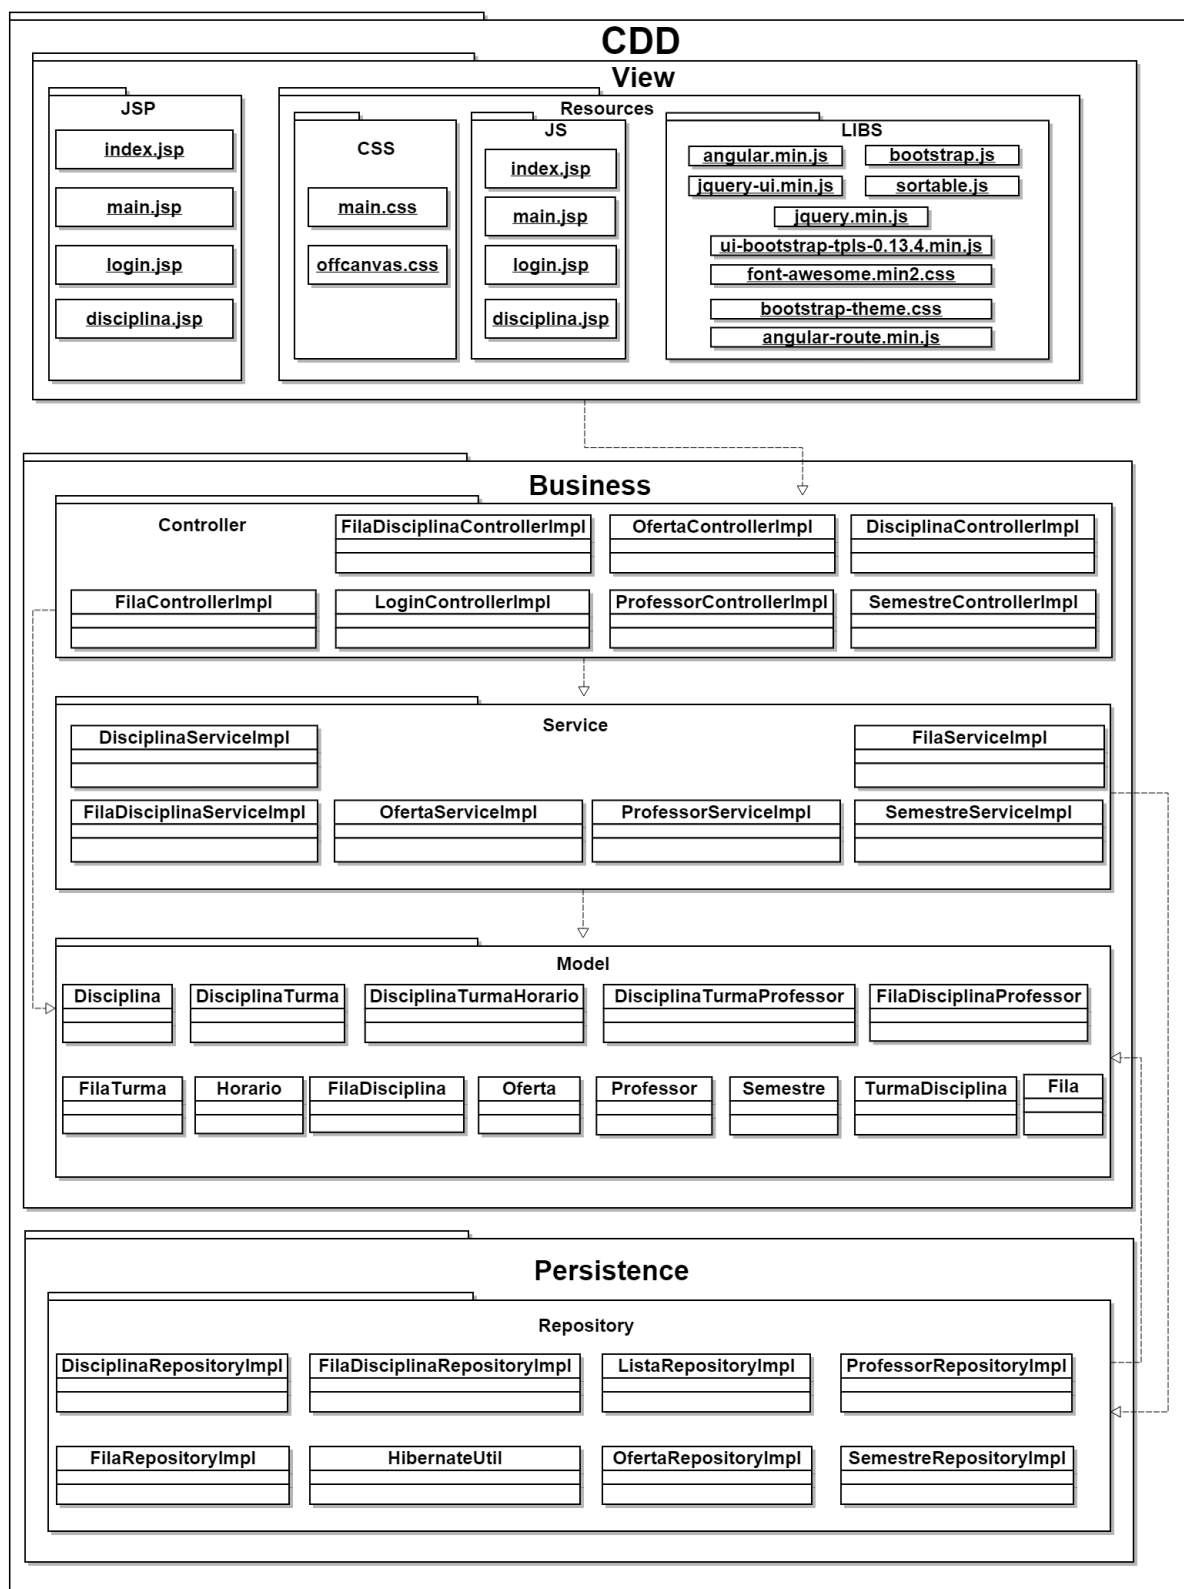 CDD
View
JSP
index.jsp
main.jsp
login.jsp
disciplina.jsp
Resources
CSS
main.css
offcanvas.css
JS
index.jsp
main.jsp
login.jsp
disciplina.jsp
LIBS
angular.min.js
bootstrap.js
jquery-ui.min.js
sortable.js
jquery.min.js
ui-bootstrap-tpls-0.13.4.min.js
font-awesome.min2.css
bootstrap-theme.css
angular-route.min.js
Business
Controller
FilaDisciplinaControllerImpl
OfertaControllerImpl
DisciplinaControllerImpl
FilaControllerImpl
LoginControllerImpl
ProfessorControllerImpl
SemestreControllerImpl
Service
DisciplinaServiceImpl
FilaServiceImpl
FilaDisciplinaServiceImpl
OfertaServiceImpl
ProfessorServiceImpl
SemestreServiceImpl
Model
Disciplina
DisciplinaTurma
DisciplinaTurmaHorario
DisciplinaTurmaProfessor
FilaDisciplinaProfessor
FilaTurma
Horario
FilaDisciplina
Oferta
Professor
Semestre
TurmaDisciplina
Fila
Persistence
Repository
DisciplinaRepositoryImpl
FilaDisciplinaRepositoryImpl
ListaRepositoryImpl
ProfessorRepositoryImpl
FilaRepositoryImpl
HibernateUtil
OfertaRepositoryImpl
SemestreRepositoryImpl